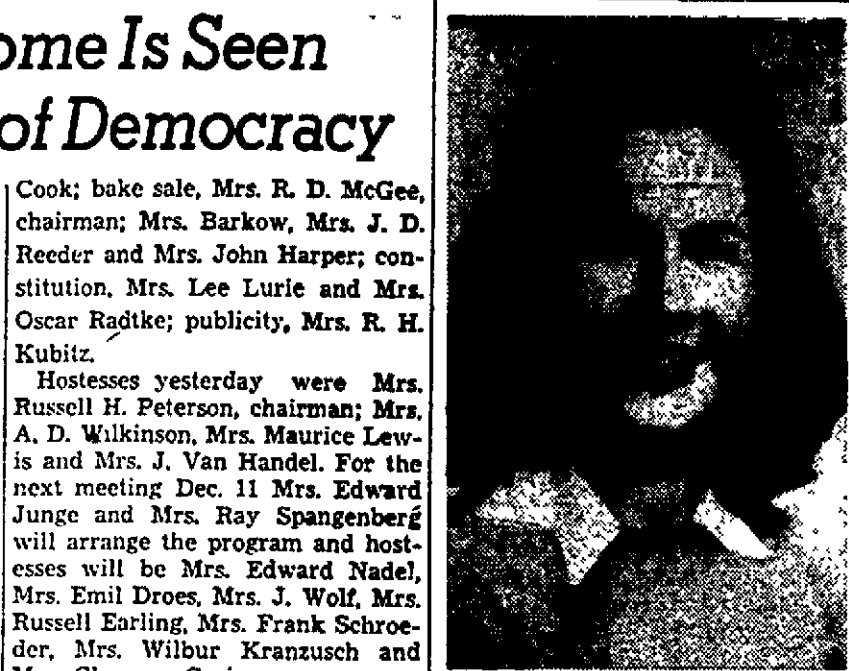 ome Is Seen
of Democracy
Cook; bake sale, Mrs. R. D. McGee,
chairman; Mrs. Barkow, Mrs. J. D.
Reeder and Mrs. John Harper; con-
stitution, Mrs. Lee Lurie and Mrs.
Oscar Radtke; publicity, Mrs. R. H.
Kubitz.
Hostesses yesterday were Mrs.
Russell H. Peterson, chairman; Mrs.
A. D. Wilkinson, Mrs. Maurice Lew-
is and Mrs. J. Van Handel. For the
next meeting Dec. 11 Mrs. Edward
Junge and Mrs. Ray Spangenberg
will arrange the program and host-
esses will be Mrs. Edward Nadel,
Mrs. Emil Droes, Mrs. J. Wolf, Mrs.
Russell Earling, Mrs. Frank Schroe-
der, Mrs. Wilbur Kranzusch and